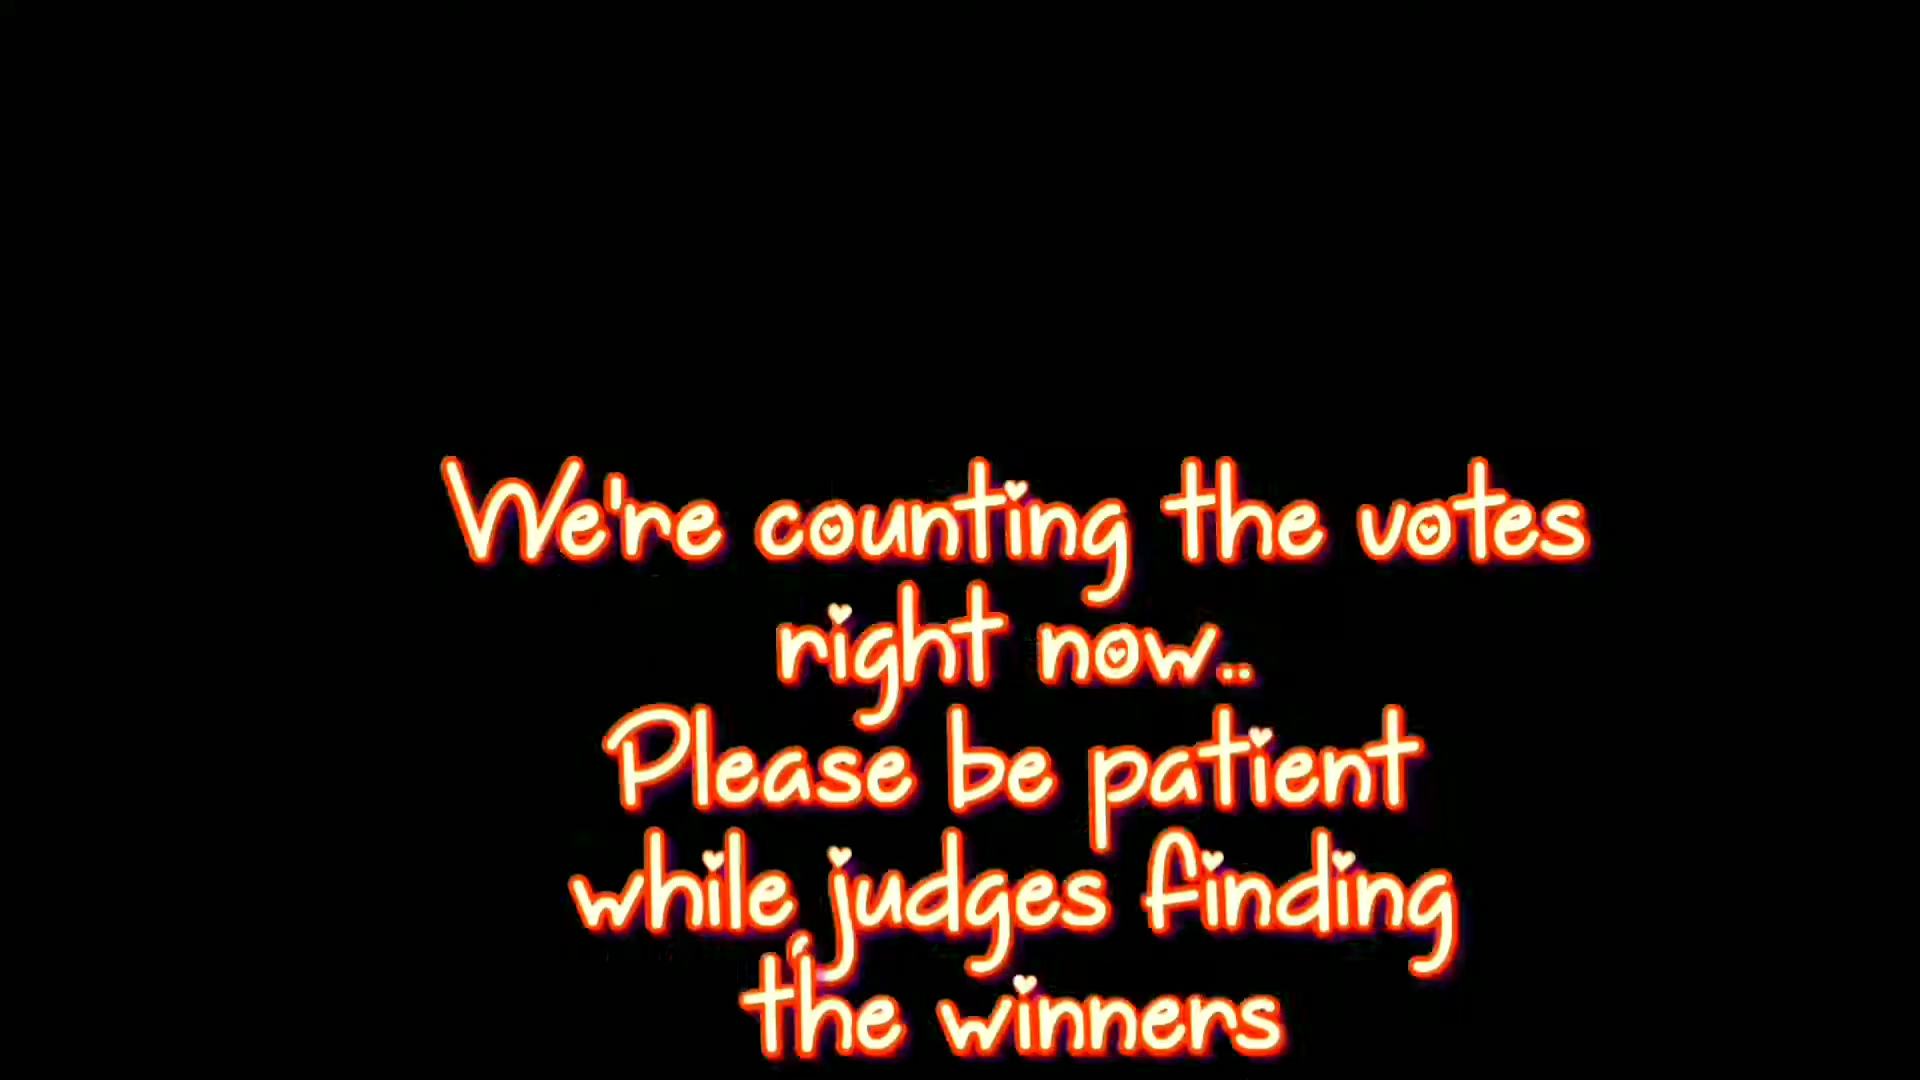 We're counting the votes
right now..
Please be patient
while judges finding
the winners